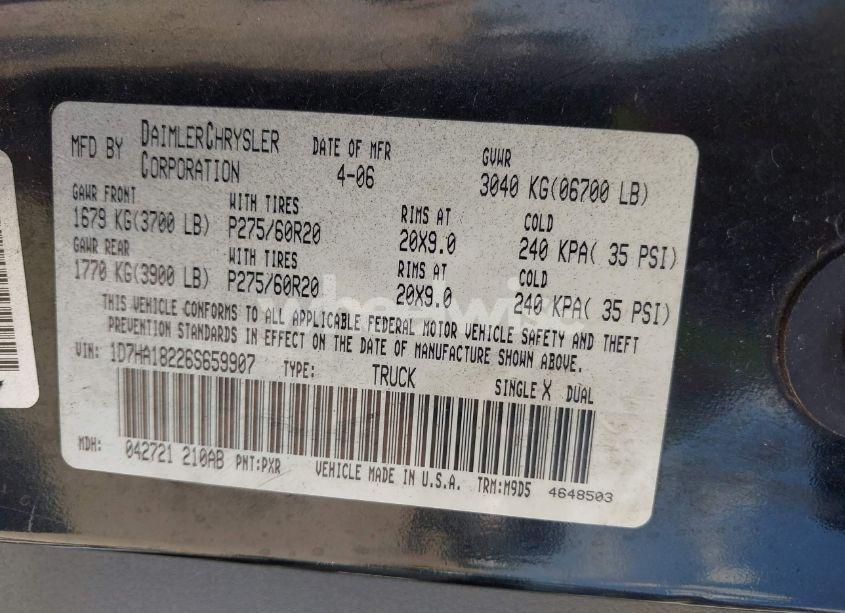 MFD BY DAIMLERCHRYSLER CORPORATION DATE OF MFR 4-06 GVWR 3040 KG(06700 LB)
GAWR FRONT WITH TIRES RIMS AT COLD
1679 KG(3700 LB) P275/60R20 20X9.0 240 KPA( 35 PSI)
GAWR REAR WITH TIRES RIMS AT COLD
1770 KG(3900 LB) P275/60R20 20X9.0 240 KPA( 35 PSI)
THIS VEHICLE CONFORMS TO ALL APPLICABLE FEDERAL MOTOR VEHICLE SAFETY AND THEFT
PREVENTION STANDARDS IN EFFECT ON THE DATE OF MANUFACTURE SHOWN ABOVE.
VIN: 1D7HA18226S659907 TYPE: TRUCK SINGLE X DUAL
MDH: 042721 210AB PNT:PXR VEHICLE MADE IN U.S.A. TRM:M9D5 4648503